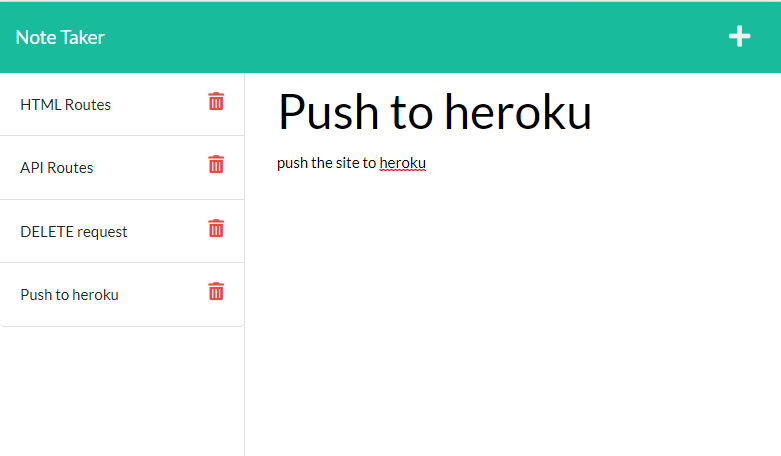 Note Taker
HTML Routes
API Routes
DELETE request
Push to heroku
Push to heroku
push the site to heroku